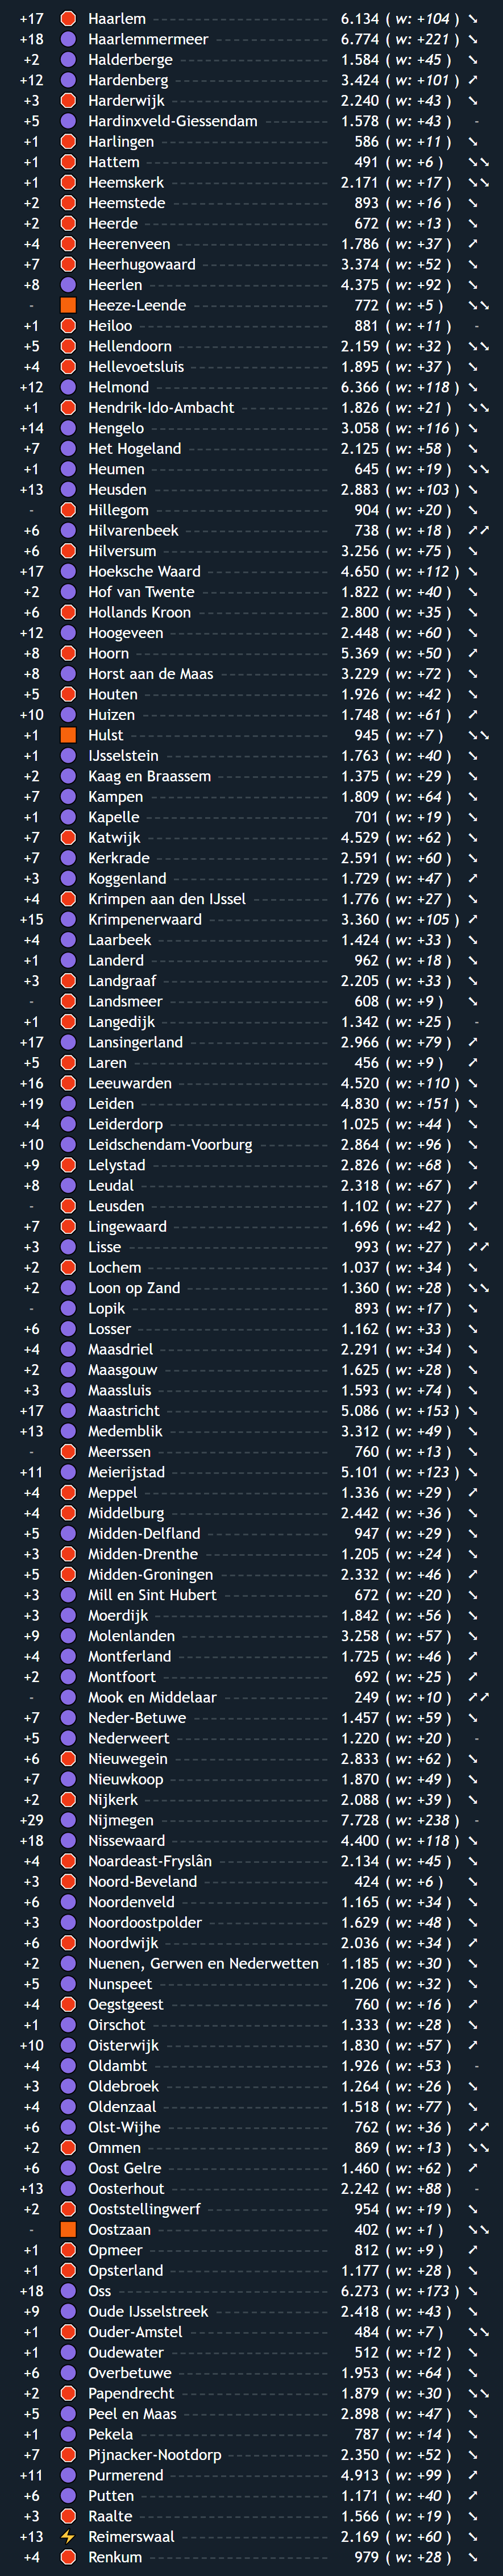 +17 Haarlem 6.134 ( w: +104 ) ↘
+18 Haarlemmermeer 6.774 ( w: +221 ) ↘
+2 Halderberge 1.584 ( w: +45 ) ↘
+12 Hardenberg 3.424 ( w: +101 ) ↗
+3 Harderwijk 2.240 ( w: +43 ) ↘
+5 Hardinxveld-Giessendam 1.578 ( w: +43 ) -
+1 Harlingen 586 ( w: +11 ) ↘
+1 Hattem 491 ( w: +6 ) ↘↘
+1 Heemskerk 2.171 ( w: +17 ) ↘↘
+2 Heemstede 893 ( w: +16 ) ↘
+2 Heerde 672 ( w: +13 ) ↘
+4 Heerenveen 1.786 ( w: +37 ) ↗
+7 Heerhugowaard 3.374 ( w: +52 ) ↘
+8 Heerlen 4.375 ( w: +92 ) ↘
- Heeze-Leende 772 ( w: +5 ) ↘↘
+1 Heiloo 881 ( w: +11 ) -
+5 Hellendoorn 2.159 ( w: +32 ) ↘↘
+4 Hellevoetsluis 1.895 ( w: +37 ) ↘
+12 Helmond 6.366 ( w: +118 ) ↘
+1 Hendrik-Ido-Ambacht 1.826 ( w: +21 ) ↘↘
+14 Hengelo 3.058 ( w: +116 ) ↘
+7 Het Hogeland 2.125 ( w: +58 ) ↘
+1 Heumen 645 ( w: +19 ) ↘↘
+13 Heusden 2.883 ( w: +103 ) ↘
- Hillegom 904 ( w: +20 ) ↘
+6 Hilvarenbeek 738 ( w: +18 ) ↗↗
+6 Hilversum 3.256 ( w: +75 ) ↘
+17 Hoeksche Waard 4.650 ( w: +112 ) ↘
+2 Hof van Twente 1.822 ( w: +40 ) ↘
+6 Hollands Kroon 2.800 ( w: +35 ) ↘
+12 Hoogeveen 2.448 ( w: +60 ) ↘
+8 Hoorn 5.369 ( w: +50 ) ↗
+8 Horst aan de Maas 3.229 ( w: +72 ) ↘
+5 Houten 1.926 ( w: +42 ) ↘
+10 Huizen 1.748 ( w: +61 ) ↗
+1 Hulst 945 ( w: +7 ) ↘↘
+1 IJsselstein 1.763 ( w: +40 ) ↘
+2 Kaag en Braassem 1.375 ( w: +29 ) ↘
+7 Kampen 1.809 ( w: +64 ) ↘
+1 Kapelle 701 ( w: +19 ) ↘
+7 Katwijk 4.529 ( w: +62 ) ↘
+7 Kerkrade 2.591 ( w: +60 ) ↘
+3 Koggenland 1.729 ( w: +47 ) ↗
+4 Krimpen aan den IJssel 1.776 ( w: +27 ) ↘
+15 Krimpenerwaard 3.360 ( w: +105 ) ↗
+4 Laarbeek 1.424 ( w: +33 ) ↘
+1 Landerd 962 ( w: +18 ) ↘
+3 Landgraaf 2.205 ( w: +33 ) ↘
- Landsmeer 608 ( w: +9 ) ↘
+1 Langedijk 1.342 ( w: +25 ) -
+17 Lansingerland 2.966 ( w: +79 ) ↗
+5 Laren 456 ( w: +9 ) ↗
+16 Leeuwarden 4.520 ( w: +110 ) ↘
+19 Leiden 4.830 ( w: +151 ) ↘
+4 Leiderdorp 1.025 ( w: +44 ) ↘
+10 Leidschendam-Voorburg 2.864 ( w: +96 ) ↘
+9 Lelystad 2.826 ( w: +68 ) ↘
+8 Leudal 2.318 ( w: +67 ) ↗
- Leusden 1.102 ( w: +27 ) ↗
+7 Lingewaard 1.696 ( w: +42 ) ↘
+3 Lisse 993 ( w: +27 ) ↗↗
+2 Lochem 1.037 ( w: +34 ) ↘
+2 Loon op Zand 1.360 ( w: +28 ) ↘↘
- Lopik 893 ( w: +17 ) ↘
+6 Losser 1.162 ( w: +33 ) ↘
+4 Maasdriel 2.291 ( w: +34 ) ↘
+2 Maasgouw 1.625 ( w: +28 ) ↘
+3 Maassluis 1.593 ( w: +74 ) ↘
+17 Maastricht 5.086 ( w: +153 ) ↘
+13 Medemblik 3.312 ( w: +49 ) ↘
- Meerssen 760 ( w: +13 ) ↘
+11 Meierijstad 5.101 ( w: +123 ) ↘
+4 Meppel 1.336 ( w: +29 ) ↗
+4 Middelburg 2.442 ( w: +36 ) ↘
+5 Midden-Delfland 947 ( w: +29 ) ↘
+3 Midden-Drenthe 1.205 ( w: +24 ) ↘
+5 Midden-Groningen 2.332 ( w: +46 ) ↗
+3 Mill en Sint Hubert 672 ( w: +20 ) ↘
+3 Moerdijk 1.842 ( w: +56 ) ↘
+9 Molenlanden 3.258 ( w: +57 ) ↘
+4 Montferland 1.725 ( w: +46 ) ↗
+2 Montfoort 692 ( w: +25 ) ↗
- Mook en Middelaar 249 ( w: +10 ) ↗↗
+7 Neder-Betuwe 1.457 ( w: +59 ) ↘
+5 Nederweert 1.220 ( w: +20 ) -
+6 Nieuwegein 2.833 ( w: +62 ) ↘
+7 Nieuwkoop 1.870 ( w: +49 ) ↘
+2 Nijkerk 2.088 ( w: +39 ) ↘
+29 Nijmegen 7.728 ( w: +238 ) -
+18 Nissewaard 4.400 ( w: +118 ) ↘
+4 Noardeast-Fryslân 2.134 ( w: +45 ) ↘
+3 Noord-Beveland 424 ( w: +6 ) ↘
+6 Noordenveld 1.165 ( w: +34 ) ↘
+3 Noordoostpolder 1.629 ( w: +48 ) ↘
+6 Noordwijk 2.036 ( w: +34 ) ↗
+2 Nuenen, Gerwen en Nederwetten 1.185 ( w: +30 ) ↘
+5 Nunspeet 1.206 ( w: +32 ) ↘
+4 Oegstgeest 760 ( w: +16 ) ↗
+1 Oirschot 1.333 ( w: +28 ) ↘
+10 Oisterwijk 1.830 ( w: +57 ) ↗
+4 Oldambt 1.926 ( w: +53 ) -
+3 Oldebroek 1.264 ( w: +26 ) ↘
+4 Oldenzaal 1.518 ( w: +77 ) ↘
+6 Olst-Wijhe 762 ( w: +36 ) ↗↗
+2 Ommen 869 ( w: +13 ) ↘↘
+6 Oost Gelre 1.460 ( w: +62 ) ↗
+13 Oosterhout 2.242 ( w: +88 ) -
+2 Ooststellingwerf 954 ( w: +19 ) ↘
- Oostzaan 402 ( w: +1 ) ↘↘
+1 Opmeer 812 ( w: +9 ) ↗
+1 Opsterland 1.177 ( w: +28 ) ↘
+18 Oss 6.273 ( w: +173 ) ↘
+9 Oude IJsselstreek 2.418 ( w: +43 ) ↘
+1 Ouder-Amstel 484 ( w: +7 ) ↘↘
+1 Oudewater 512 ( w: +12 ) ↘
+6 Overbetuwe 1.953 ( w: +64 ) ↘
+2 Papendrecht 1.879 ( w: +30 ) ↘↘
+5 Peel en Maas 2.898 ( w: +47 ) ↘
+1 Pekela 787 ( w: +14 ) ↘
+7 Pijnacker-Nootdorp 2.350 ( w: +52 ) ↘
+11 Purmerend 4.913 ( w: +99 ) ↗
+6 Putten 1.171 ( w: +40 ) ↗
+3 Raalte 1.566 ( w: +19 ) ↘
+13 Reimerswaal 2.169 ( w: +60 ) ↘
+4 Renkum 979 ( w: +28 ) ↘